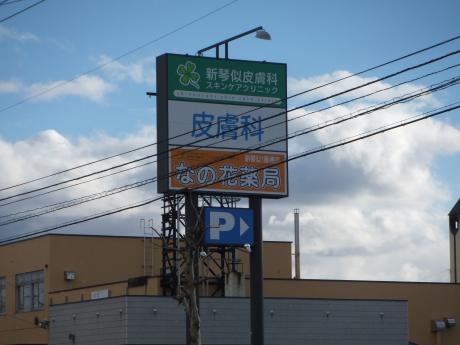 新琴似皮膚科
スキンケアクリニック
皮膚科
なの花薬局
P